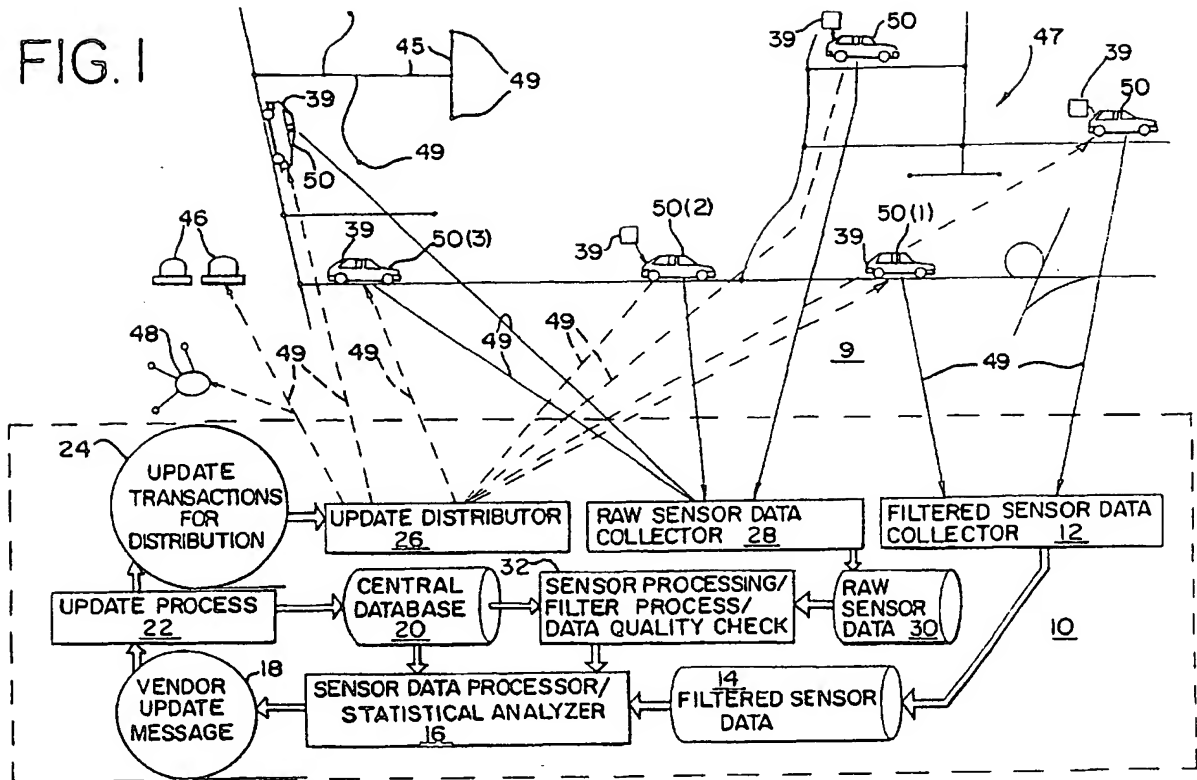 FIG. 1
39
50
45
49
39
50
47
39
50
49
50
46
39
50(3)
39
50(2)
39
50(1)
48
49
49
49
49
9
49
24
UPDATE
TRANSACTIONS
FOR
DISTRIBUTION
UPDATE DISTRIBUTOR
26
RAW SENSOR DATA
COLLECTOR 28
FILTERED SENSOR DATA
COLLECTOR 12
32
UPDATE PROCESS
22
CENTRAL
DATABASE
20
SENSOR PROCESSING/
FILTER PROCESS/
DATA QUALITY CHECK
RAW
SENSOR
DATA 30
10
18
VENDOR
UPDATE
MESSAGE
SENSOR DATA PROCESSOR/
STATISTICAL ANALYZER
16
14
FILTERED SENSOR
DATA